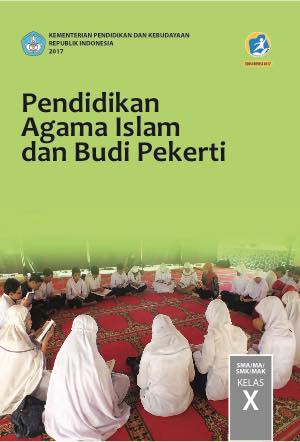 KEMENTERIAN PENDIDIKAN DAN KEBUDAYAAN
REPUBLIK INDONESIA
2017
Pendidikan
Agama Islam
dan Budi Pekerti
SMA/MA/
SMK/MAK
KELAS
X